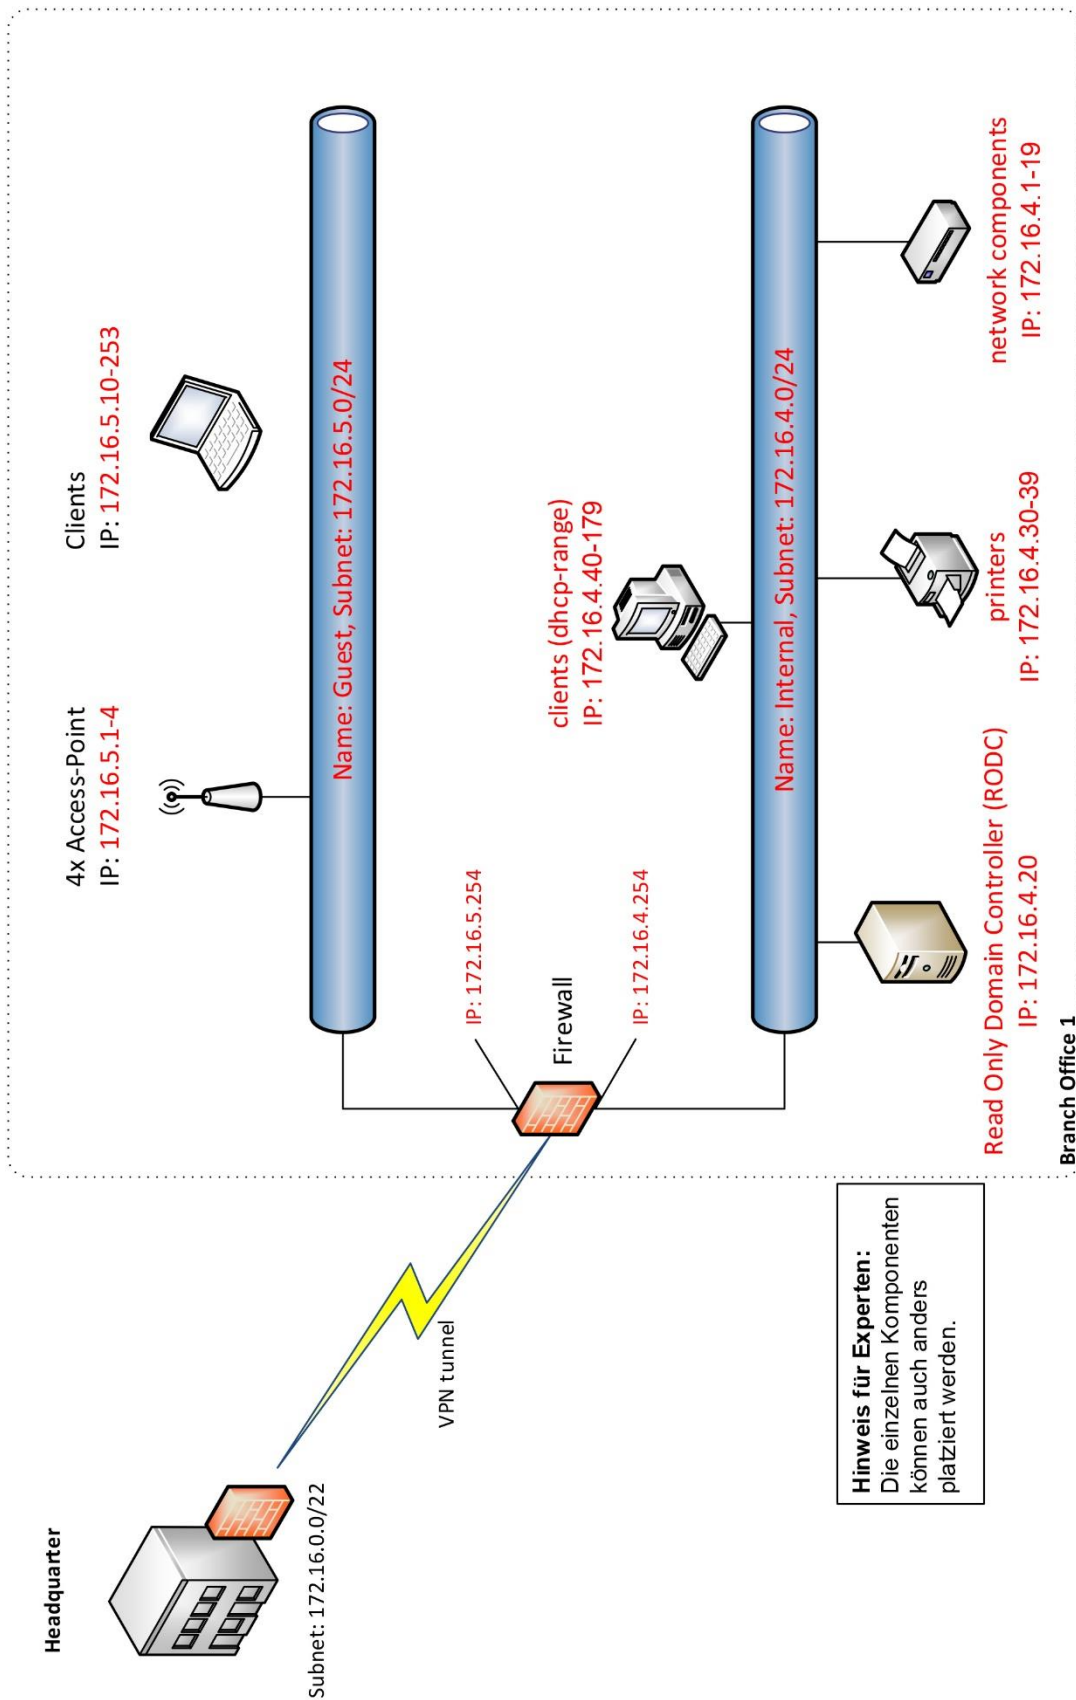 Headquarter
Subnet: 172.16.0.0/22
VPN tunnel
Hinweis für Experten:
Die einzelnen Komponenten
können auch anders
platziert werden.
4x Access-Point
IP: 172.16.5.1-4
Clients
IP: 172.16.5.10-253
Name: Guest, Subnet: 172.16.5.0/24
IP: 172.16.5.254
Firewall
IP: 172.16.4.254
clients (dhcp-range)
IP: 172.16.4.40-179
Name: Internal, Subnet: 172.16.4.0/24
Read Only Domain Controller (RODC)
IP: 172.16.4.20
printers
IP: 172.16.4.30-39
network components
IP: 172.16.4.1-19
Branch Office 1